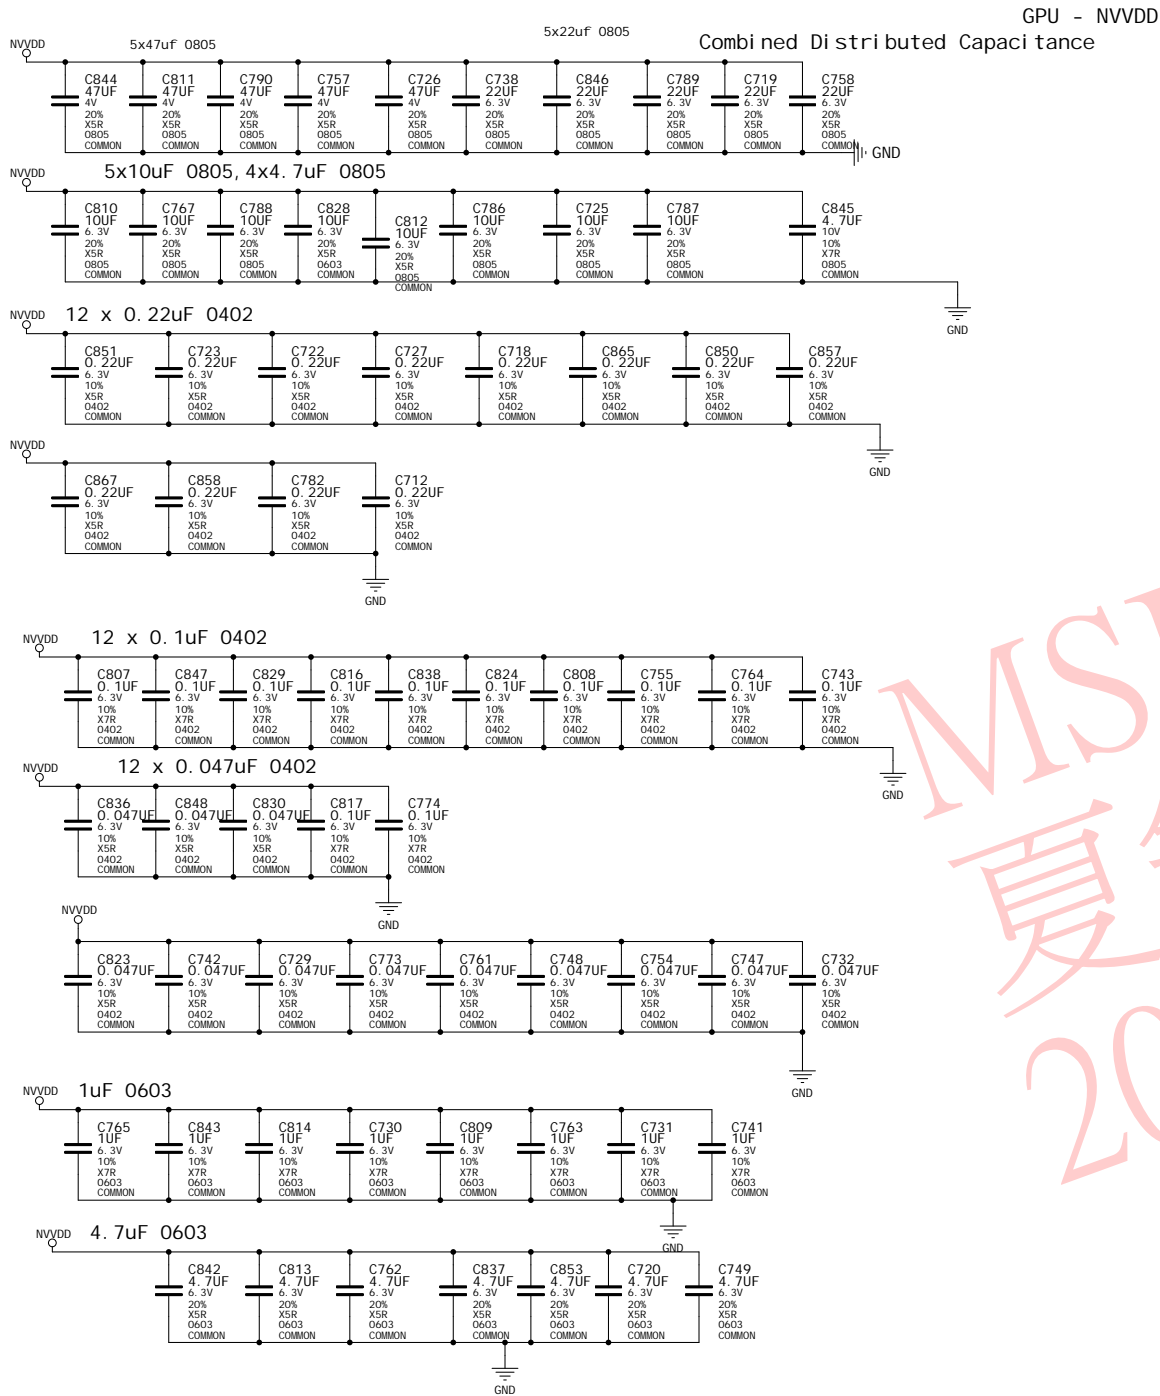 GPU - NVVDD
Combined Distributed Capacitance
5x47uf 0805
5x22uf 0805
NVVDD
C844 C811 C790 C757 C726 C738 C846 C789 C719 C758
47UF 47UF 47UF 47UF 47UF 22UF 22UF 22UF 22UF 22UF
4V 4V 4V 4V 4V 6.3V 6.3V 6.3V 6.3V 6.3V
20% 20% 20% 20% 20% 20% 20% 20% 20% 20%
X5R X5R X5R X5R X5R X5R X5R X5R X5R X5R
0805 0805 0805 0805 0805 0805 0805 0805 0805 0805
COMMON COMMON COMMON COMMON COMMON COMMON COMMON COMMON COMMON COMMON
GND
5x10uF 0805, 4x4.7uF 0805
NVVDD
C810 C767 C788 C828 C812 C786 C725 C787 C845
10UF 10UF 10UF 10UF 10UF 10UF 10UF 10UF 4.7UF
6.3V 6.3V 6.3V 6.3V 6.3V 6.3V 6.3V 6.3V 10V
20% 20% 20% 20% 20% 20% 20% 20% 10%
X5R X5R X5R X5R X5R X5R X5R X5R X7R
0805 0805 0805 0603 0805 0805 0805 0805 0805
COMMON COMMON COMMON COMMON COMMON COMMON COMMON COMMON COMMON
GND
12 x 0.22uF 0402
NVVDD
C851 C723 C722 C727 C718 C865 C850 C857
0.22UF 0.22UF 0.22UF 0.22UF 0.22UF 0.22UF 0.22UF 0.22UF
6.3V 6.3V 6.3V 6.3V 6.3V 6.3V 6.3V 6.3V
10% 10% 10% 10% 10% 10% 10% 10%
X5R X5R X5R X5R X5R X5R X5R X5R
0402 0402 0402 0402 0402 0402 0402 0402
COMMON COMMON COMMON COMMON COMMON COMMON COMMON COMMON
GND
NVVDD
C867 C858 C782 C712
0.22UF 0.22UF 0.22UF 0.22UF
6.3V 6.3V 6.3V 6.3V
10% 10% 10% 10%
X5R X5R X5R X5R
0402 0402 0402 0402
COMMON COMMON COMMON COMMON
GND
12 x 0.1uF 0402
NVVDD
C807 C847 C829 C816 C838 C824 C808 C755 C764 C743
0.1UF 0.1UF 0.1UF 0.1UF 0.1UF 0.1UF 0.1UF 0.1UF 0.1UF 0.1UF
6.3V 6.3V 6.3V 6.3V 6.3V 6.3V 6.3V 6.3V 6.3V 6.3V
10% 10% 10% 10% 10% 10% 10% 10% 10% 10%
X7R X7R X7R X7R X7R X7R X7R X7R X7R X7R
0402 0402 0402 0402 0402 0402 0402 0402 0402 0402
COMMON COMMON COMMON COMMON COMMON COMMON COMMON COMMON COMMON COMMON
GND
12 x 0.047uF 0402
NVVDD
C836 C848 C830 C817 C774
0.047UF 0.047UF 0.047UF 0.1UF 0.1UF
6.3V 6.3V 6.3V 6.3V 6.3V
10% 10% 10% 10% 10%
X5R X5R X5R X7R X7R
0402 0402 0402 0402 0402
COMMON COMMON COMMON COMMON COMMON
GND
NVVDD
C823 C742 C729 C773 C761 C748 C754 C747 C732
0.047UF 0.047UF 0.047UF 0.047UF 0.047UF 0.047UF 0.047UF 0.047UF 0.047UF
6.3V 6.3V 6.3V 6.3V 6.3V 6.3V 6.3V 6.3V 6.3V
10% 10% 10% 10% 10% 10% 10% 10% 10%
X5R X5R X5R X5R X5R X5R X5R X5R X5R
0402 0402 0402 0402 0402 0402 0402 0402 0402
COMMON COMMON COMMON COMMON COMMON COMMON COMMON COMMON COMMON
GND
1uF 0603
NVVDD
C765 C843 C814 C730 C809 C763 C731 C741
1UF 1UF 1UF 1UF 1UF 1UF 1UF 1UF
6.3V 6.3V 6.3V 6.3V 6.3V 6.3V 6.3V 6.3V
10% 10% 10% 10% 10% 10% 10% 10%
X7R X7R X7R X7R X7R X7R X7R X7R
0603 0603 0603 0603 0603 0603 0603 0603
COMMON COMMON COMMON COMMON COMMON COMMON COMMON COMMON
GND
4.7uF 0603
NVVDD
C842 C813 C762 C837 C853 C720 C749
4.7UF 4.7UF 4.7UF 4.7UF 4.7UF 4.7UF 4.7UF
6.3V 6.3V 6.3V 6.3V 6.3V 6.3V 6.3V
20% 20% 20% 20% 20% 20% 20%
X5R X5R X5R X5R X5R X5R X5R
0603 0603 0603 0603 0603 0603 0603
COMMON COMMON COMMON COMMON COMMON COMMON COMMON
GND
MS
夏
20